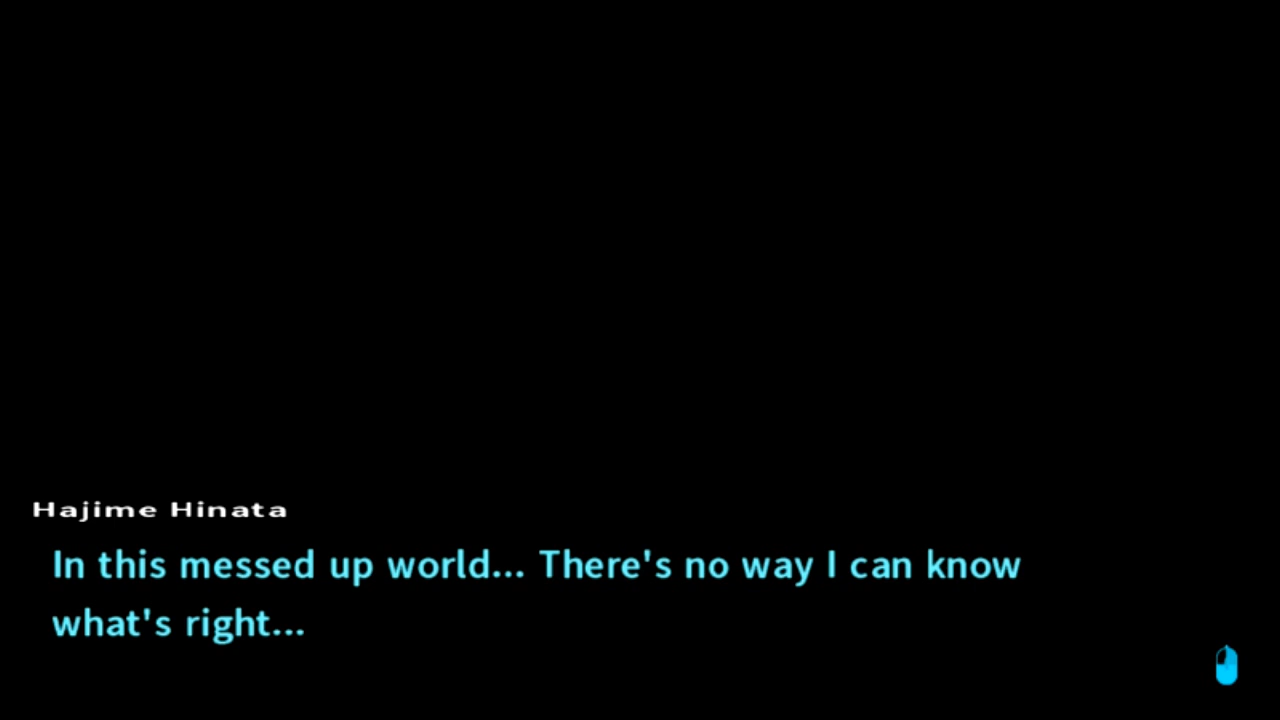 Hajime Hinata
In this messed up world... There's no way I can know
what's right...